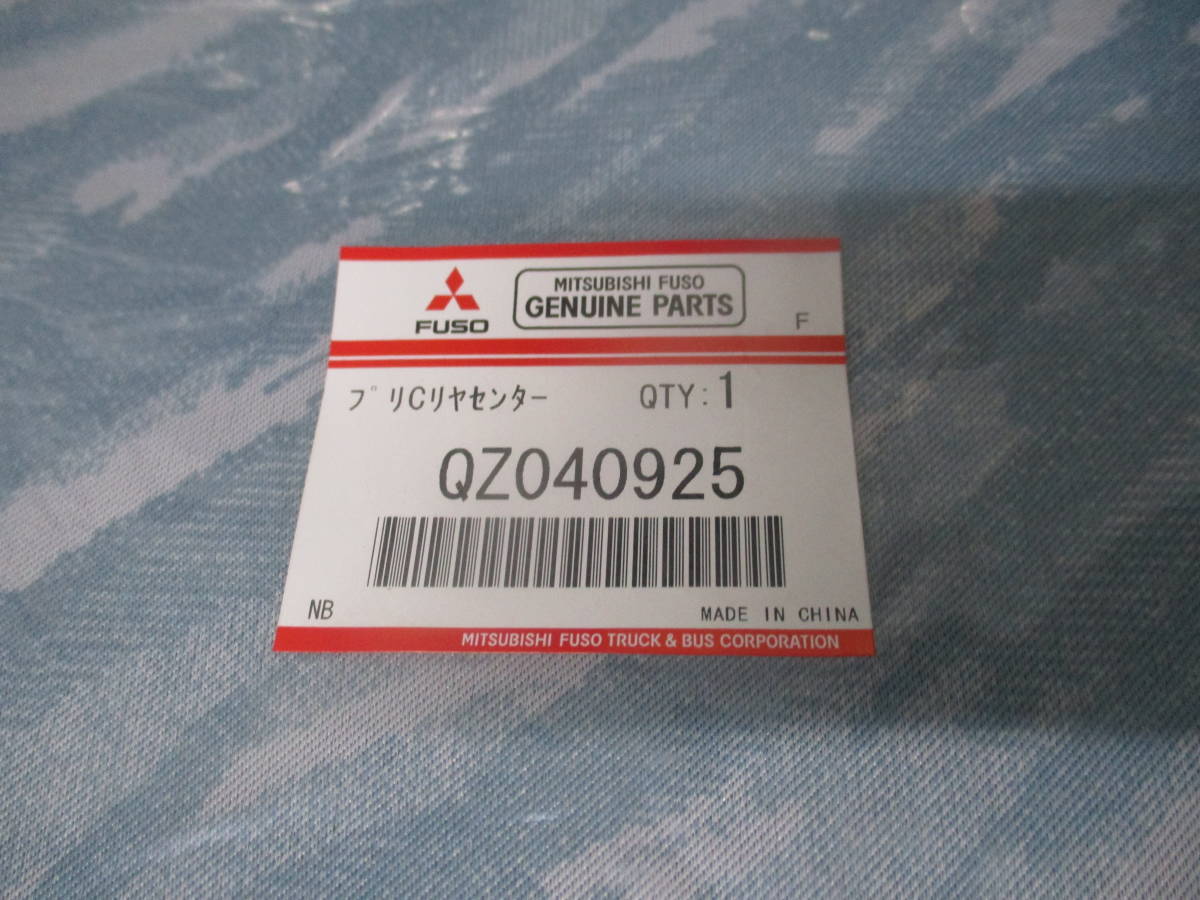 FUSO
MITSUBISHI FUSO
GENUINE PARTS
F
ブリCリヤセンター QTY:1
QZ040925
NB
MADE IN CHINA
MITSUBISHI FUSO TRUCK & BUS CORPORATION